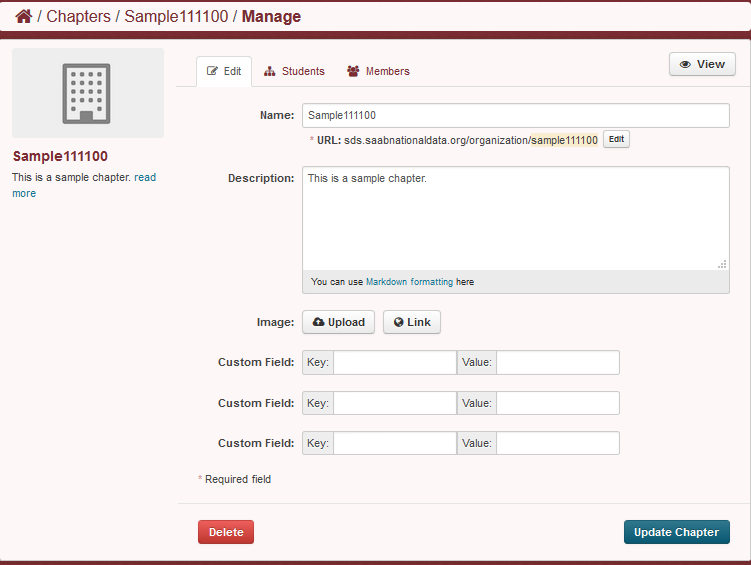 / Chapters / Sample111100 / Manage
Edit Students Members View
Name: Sample111100
* URL: sds.saabnationaldata.org/organization/sample111100 Edit
Sample111100
This is a sample chapter. read
more
Description: This is a sample chapter.
You can use Markdown formatting here
Image: Upload Link
Custom Field: Key: Value:
Custom Field: Key: Value:
Custom Field: Key: Value:
* Required field
Delete Update Chapter